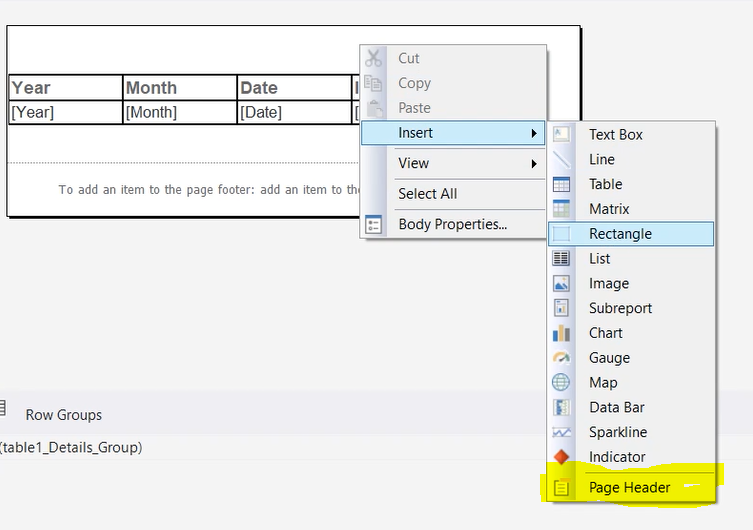 Year Month Date
[Year] [Month] [Date] [
To add an item to the page footer: add an item to the
Cut
Copy
Paste
Insert
View
Select All
Body Properties...
Text Box
Line
Table
Matrix
Rectangle
List
Image
Subreport
Chart
Gauge
Map
Data Bar
Sparkline
Indicator
Page Header
Row Groups
(table1_Details_Group)